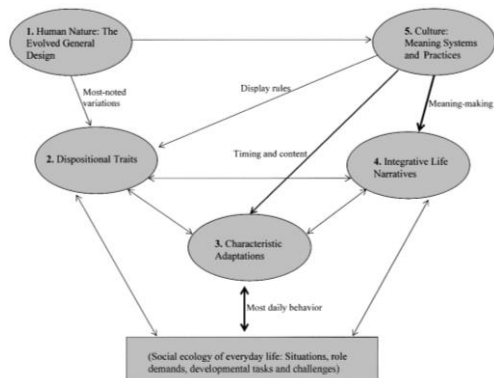 1. Human Nature: The
Evolved General
Design
5. Culture:
Meaning Systems
and Practices
Most-noted
variations
Display rules
Meaning-making
Timing and content
2. Dispositional Traits
4. Integrative Life
Narratives
3. Characteristic
Adaptations
Most daily behavior
(Social ecology of everyday life: Situations, role
demands, developmental tasks and challenges)